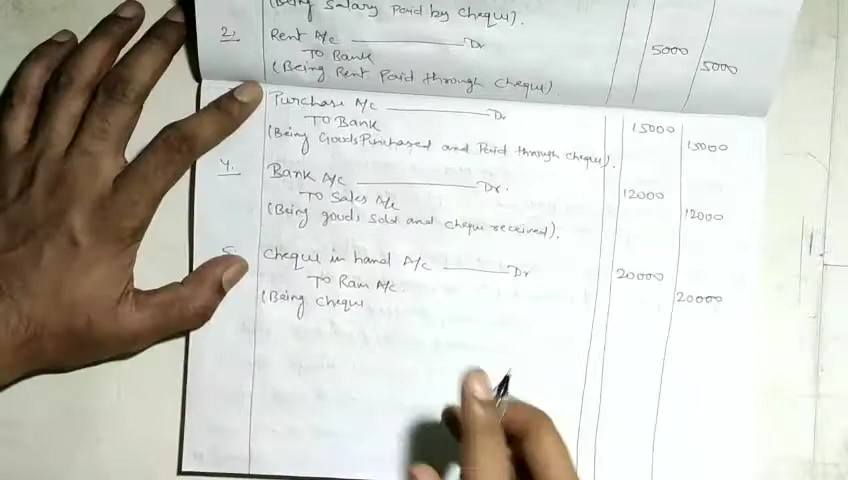 (Being Salary Paid by Cheque).
2, Rent A/c ———— Dr 5000
To Bank 5000
(Being Rent Paid through Cheque).
Purchase A/c ———— Dr 15000
To Bank 15000
(Being Goods Purchased and Paid through cheque).
4. Bank A/c ———— Dr. 12000
To Sales A/c 12000
(Being goods sold and cheque received).
5. Cheque in hand A/c ———— Dr 20000
To Ram A/c. 20000
(Being Cheque